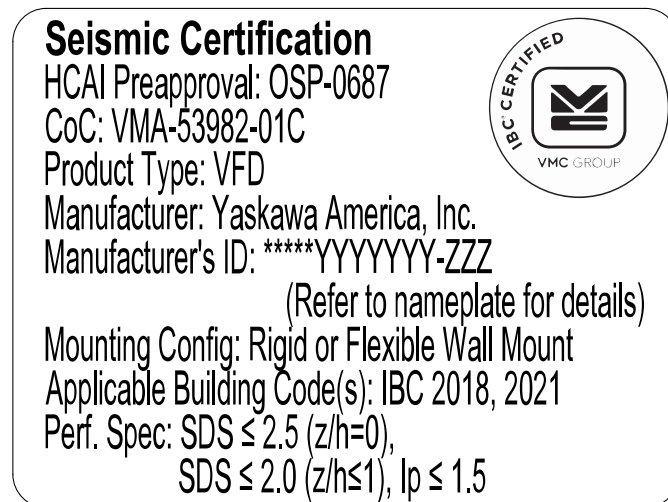 Seismic Certification
HCAI Preapproval: OSP-0687
CoC: VMA-53982-01C
Product Type: VFD
Manufacturer: Yaskawa America, Inc.
Manufacturer's ID: *****YYYYYYY-ZZZ
(Refer to nameplate for details)
Mounting Config: Rigid or Flexible Wall Mount
Applicable Building Code(s): IBC 2018, 2021
Perf. Spec: SDS ≤ 2.5 (z/h=0),
SDS ≤ 2.0 (z/h≤1), Ip ≤ 1.5
IBC° CERTIFIED
VMC GROUP